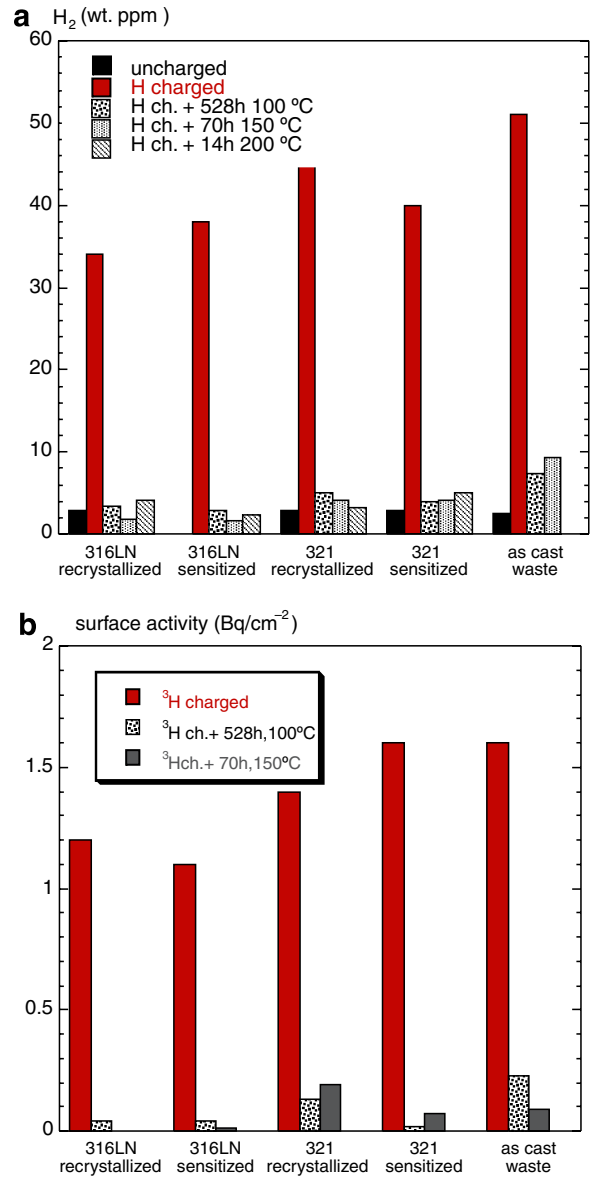 a H₂ (wt. ppm)
60
uncharged
H charged
H ch. + 528h 100 ºC
H ch. + 70h 150 ºC
H ch. + 14h 200 ºC
50
40
30
20
10
0
316LN 316LN 321 321 as cast
recrystallized sensitized recrystallized sensitized waste
b surface activity (Bq/cm⁻²)
2
³H charged
³H ch.+ 528h,100ºC
³Hch.+ 70h,150ºC
1.5
1
0.5
0
316LN 316LN 321 321 as cast
recrystallized sensitized recrystallized sensitized waste